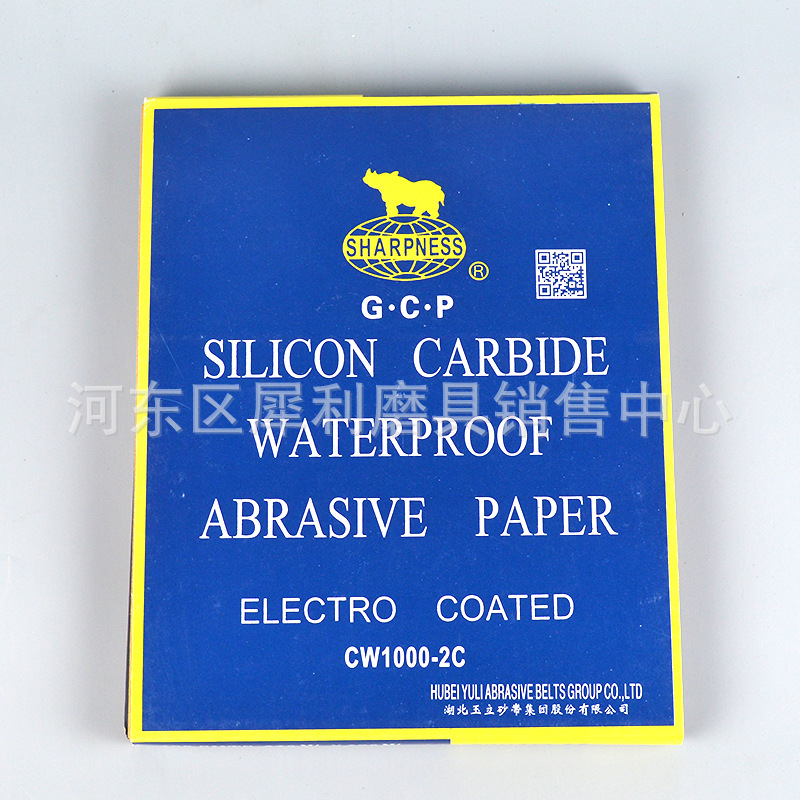 SHARPNESS
®
G·C·P
SILICON CARBIDE
河东区犀利磨具销售中心
WATERPROOF
ABRASIVE PAPER
ELECTRO COATED
CW1000-2C
HUBEI YULI ABRASIVE BELTS GROUP CO.,LTD
湖北玉立砂带集团股份有限公司